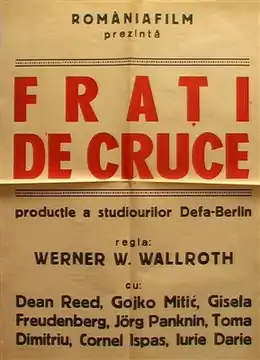 ROMÂNIAFILM
prezintă
FRAȚI
DE CRUCE
producție a studiourilor Defa-Berlin
regia:
WERNER W. WALLROTH
cu:
Dean Reed, Gojko Mitić, Gisela
Freudenberg, Jörg Panknin, Toma
Dimitriu, Cornel Ispas, Iurie Darie